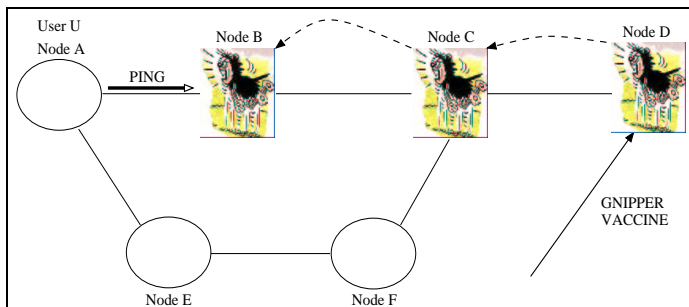 User U
Node A
Node B
Node C
Node D
PING
GNIPPER
VACCINE
Node E
Node F